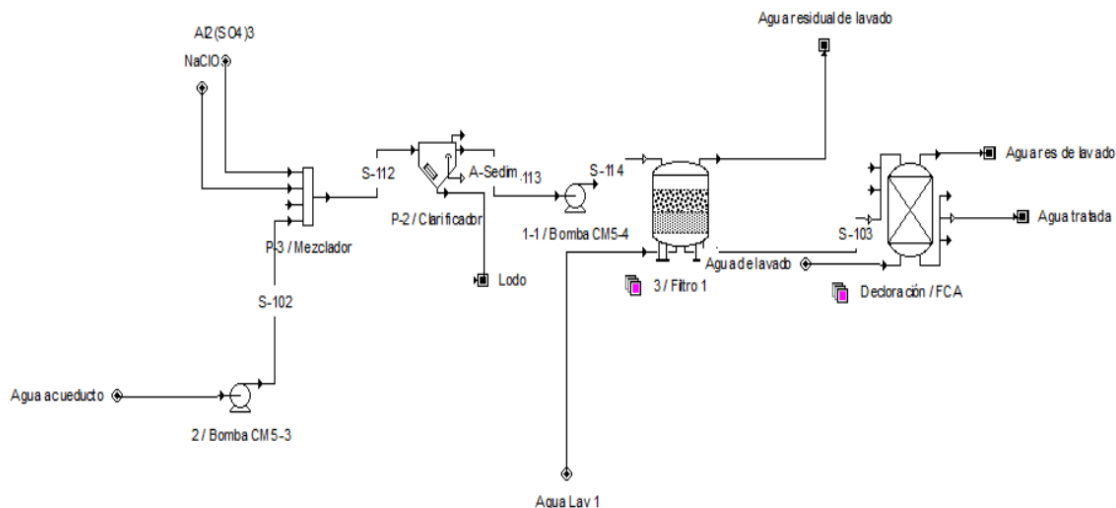 Agua residual de lavado
Al2(SO4)3
NaClO
S-112
A-Sedim.113
S-114
Agua res de lavado
Agua tratada
P-3 / Mezclador
P-2 / Clarificador
1-1 / Bomba CM5-4
S-103
Agua de lavado
Lodo
3 / Filtro 1
Decloración / FCA
S-102
Agua acueducto
2 / Bomba CM5-3
Agua Lav 1